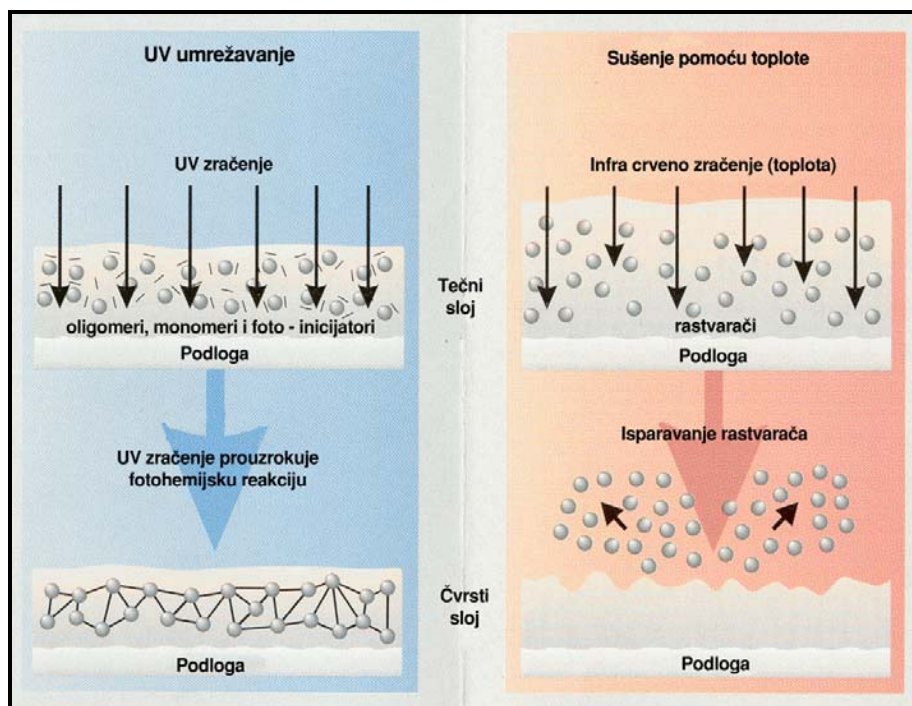 UV umrežavanje
UV zračenje
oligomeri, monomeri i foto - inicijatori
Podloga
UV zračenje prouzrokuje
fotohemijsku reakciju
Podloga
Tečni
sloj
Čvrsti
sloj
Sušenje pomoću toplote
Infra crveno zračenje (toplota)
rastvarači
Podloga
Isparavanje rastvarača
Podloga